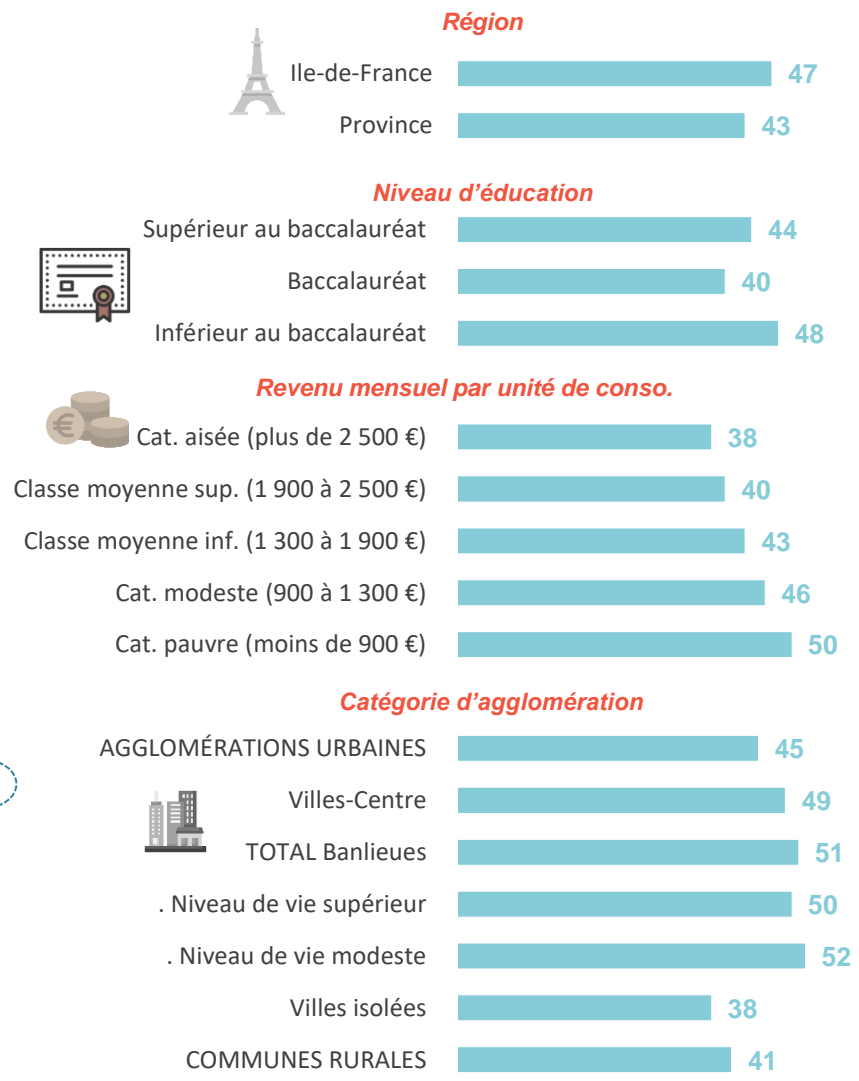 Région
Ile-de-France 47
Province 43
Niveau d’éducation
Supérieur au baccalauréat 44
Baccalauréat 40
Inférieur au baccalauréat 48
Revenu mensuel par unité de conso.
€
Cat. aisée (plus de 2 500 €) 38
Classe moyenne sup. (1 900 à 2 500 €) 40
Classe moyenne inf. (1 300 à 1 900 €) 43
Cat. modeste (900 à 1 300 €) 46
Cat. pauvre (moins de 900 €) 50
Catégorie d’agglomération
AGGLOMÉRATIONS URBAINES 45
Villes-Centre 49
TOTAL Banlieues 51
. Niveau de vie supérieur 50
. Niveau de vie modeste 52
Villes isolées 38
COMMUNES RURALES 41